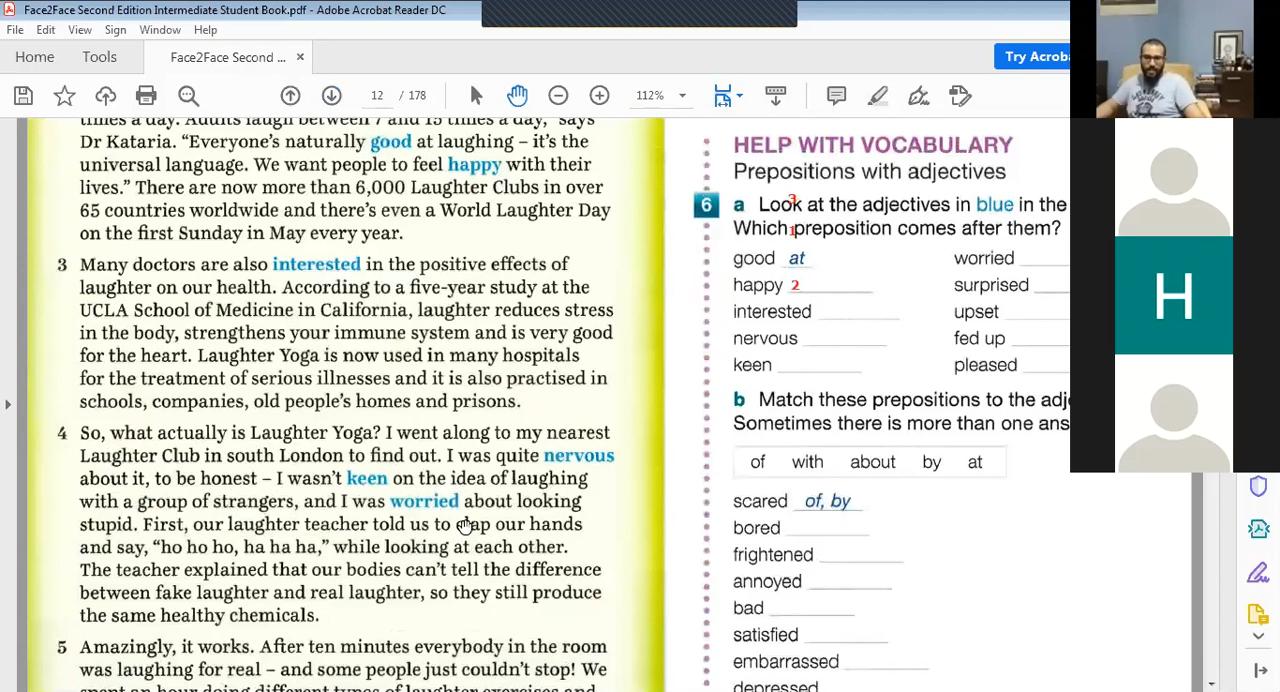 Face2Face Second Edition Intermediate Student Book.pdf - Adobe Acrobat Reader DC
File Edit View Sign Window Help
Home Tools Face2Face Second ... × Try Acroba
12 / 178 112%
times a day. Adults laugh between 7 and 15 times a day,” says
Dr Kataria. “Everyone’s naturally good at laughing – it’s the
universal language. We want people to feel happy with their
lives.” There are now more than 6,000 Laughter Clubs in over
65 countries worldwide and there’s even a World Laughter Day
on the first Sunday in May every year.
3 Many doctors are also interested in the positive effects of
laughter on our health. According to a five-year study at the
UCLA School of Medicine in California, laughter reduces stress
in the body, strengthens your immune system and is very good
for the heart. Laughter Yoga is now used in many hospitals
for the treatment of serious illnesses and it is also practised in
schools, companies, old people’s homes and prisons.
4 So, what actually is Laughter Yoga? I went along to my nearest
Laughter Club in south London to find out. I was quite nervous
about it, to be honest – I wasn’t keen on the idea of laughing
with a group of strangers, and I was worried about looking
stupid. First, our laughter teacher told us to clap our hands
and say, “ho ho ho, ha ha ha,” while looking at each other.
The teacher explained that our bodies can’t tell the difference
between fake laughter and real laughter, so they still produce
the same healthy chemicals.
5 Amazingly, it works. After ten minutes everybody in the room
was laughing for real – and some people just couldn’t stop! We
spent an hour doing different types of laughter exercises and
HELP WITH VOCABULARY
Prepositions with adjectives
3
6 a Look at the adjectives in blue in the
Which preposition comes after them?
1
good at worried
happy 2 surprised
interested upset
nervous fed up
keen pleased
b Match these prepositions to the adj
Sometimes there is more than one ans
of with about by at
scared of, by
bored
frightened
annoyed
bad
satisfied
embarrassed
depressed
H